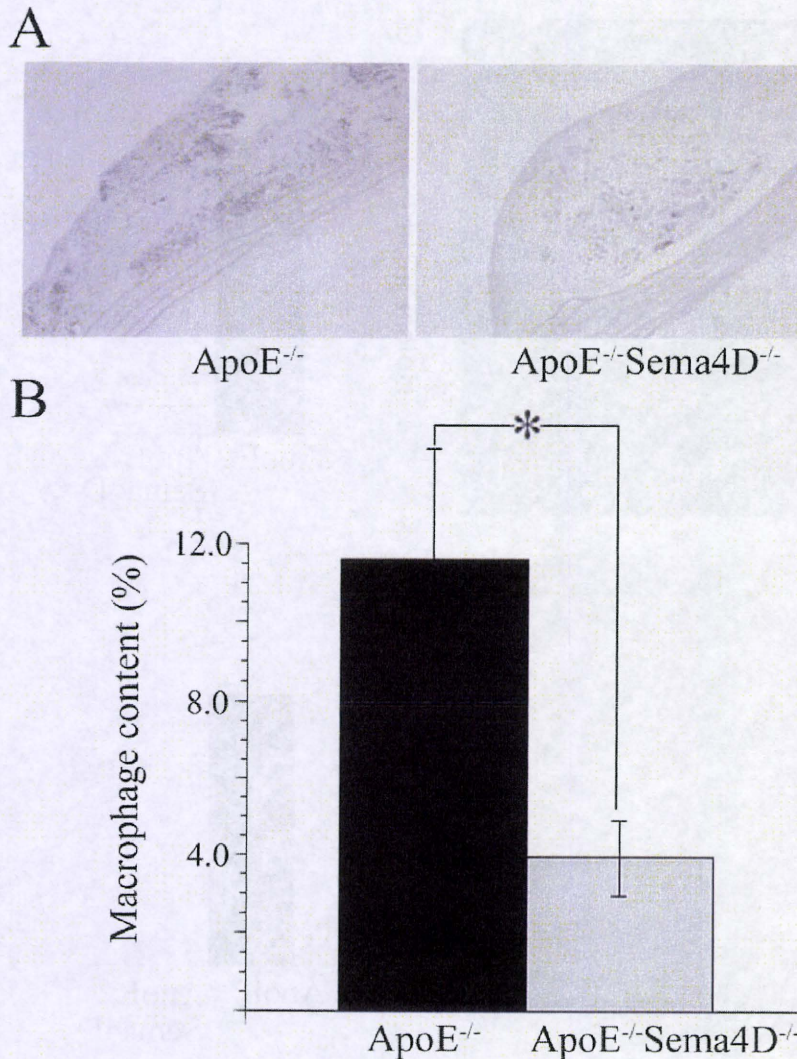 A
ApoE⁻/⁻
ApoE⁻/⁻Sema4D⁻/⁻
B
*
Macrophage content (%)
12.0
8.0
4.0
ApoE⁻/⁻
ApoE⁻/⁻Sema4D⁻/⁻